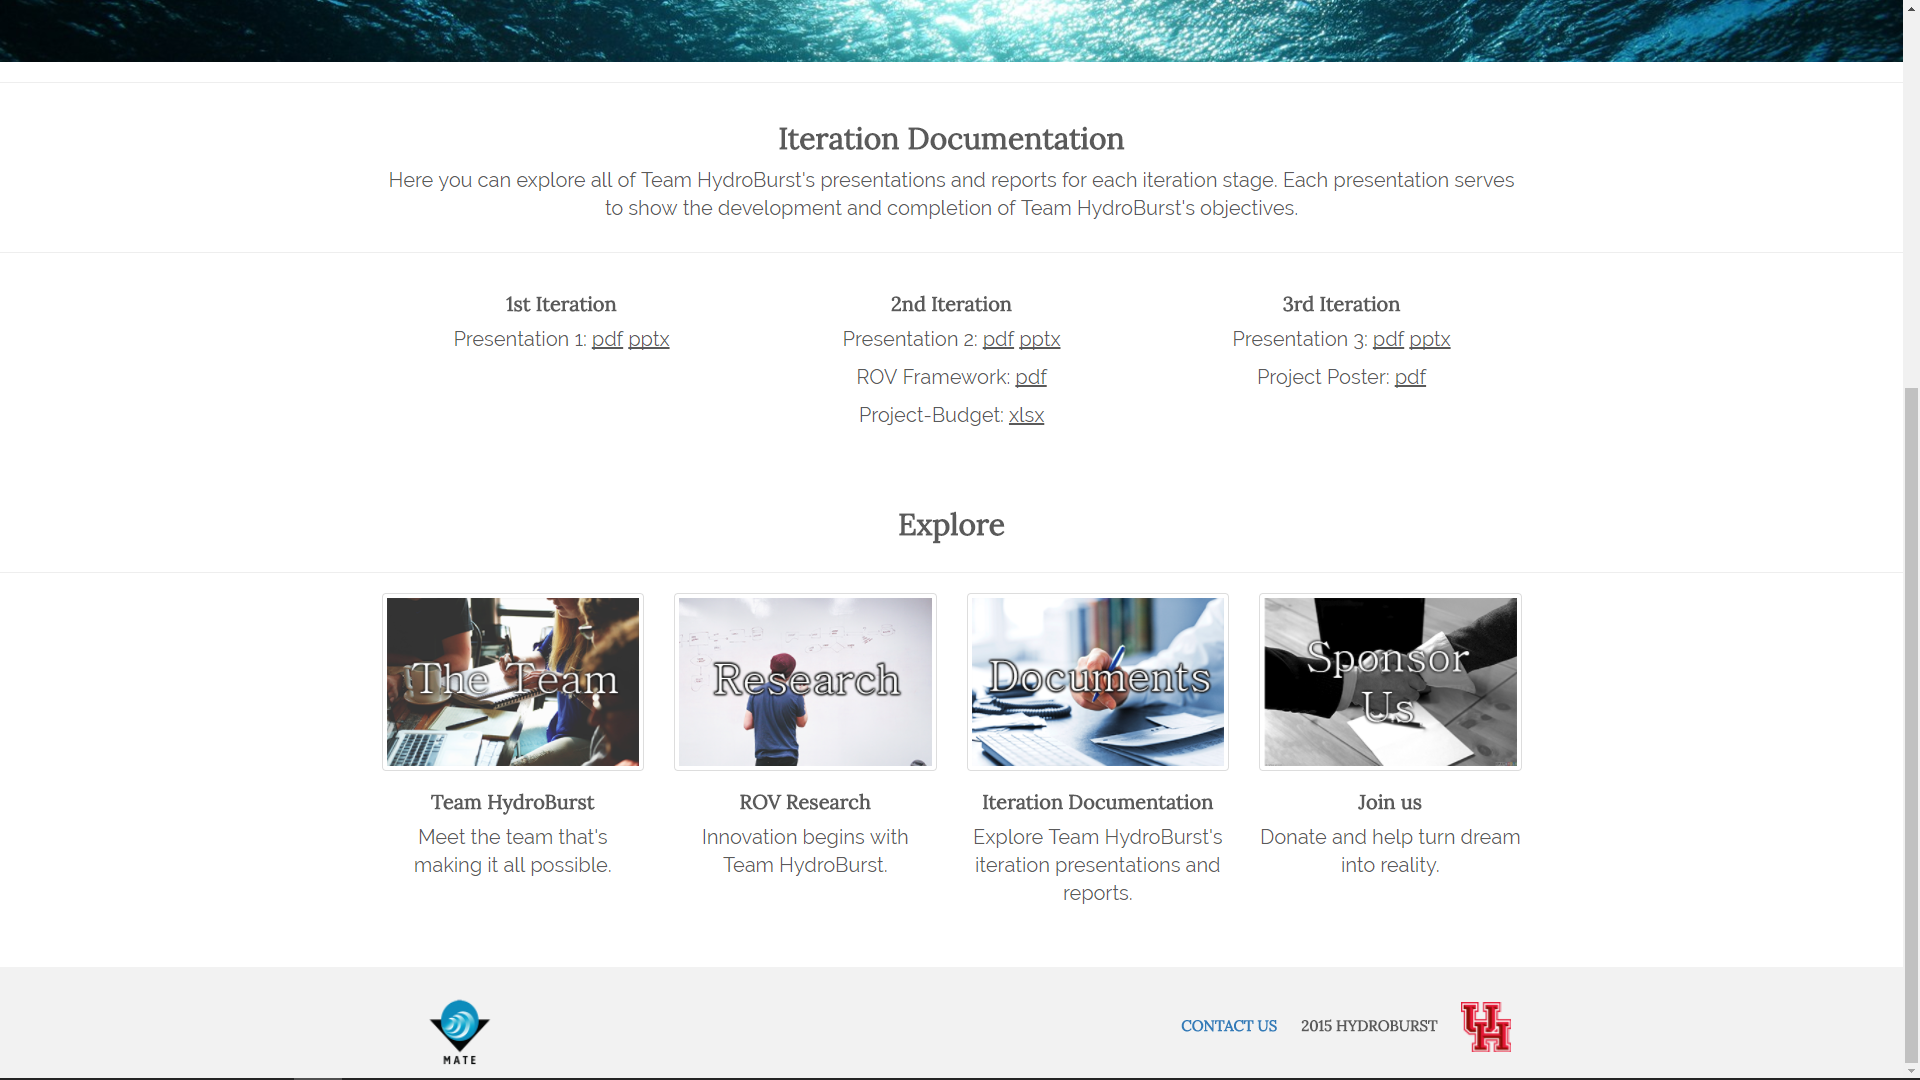 Iteration Documentation
Here you can explore all of Team HydroBurst's presentations and reports for each iteration stage. Each presentation serves
to show the development and completion of Team HydroBurst's objectives.
1st Iteration
Presentation 1: pdf pptx
2nd Iteration
Presentation 2: pdf pptx
ROV Framework: pdf
Project-Budget: xlsx
3rd Iteration
Presentation 3: pdf pptx
Project Poster: pdf
Explore
The Team
Team HydroBurst
Meet the team that's
making it all possible.
Research
ROV Research
Innovation begins with
Team HydroBurst.
Documents
Iteration Documentation
Explore Team HydroBurst's
iteration presentations and
reports.
Sponsor
Us
Join us
Donate and help turn dream
into reality.
MATE
CONTACT US
2015 HYDROBURST
UH